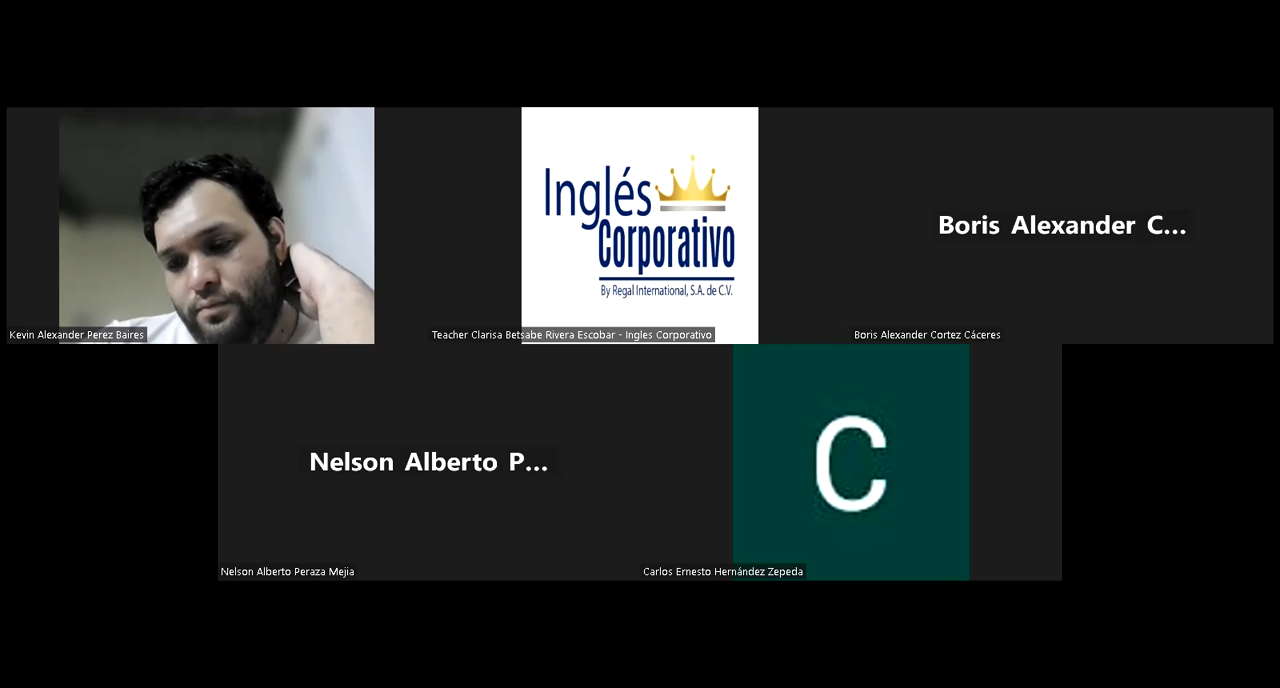 Inglés
Corporativo
By Regal International, S.A. de C.V.
Boris Alexander C...
Kevin Alexander Perez Baires
Teacher Clarisa Betsabe Rivera Escobar - Ingles Corporativo
Boris Alexander Cortez Cáceres
Nelson Alberto P...
C
Nelson Alberto Peraza Mejia
Carlos Ernesto Hernández Zepeda